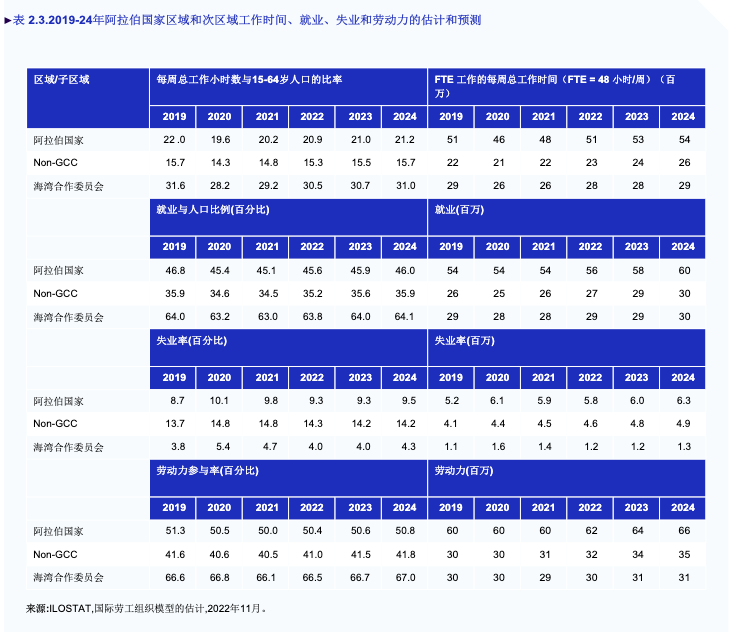 ▶表 2.3.2019-24年阿拉伯国家区域和次区域工作时间、就业、失业和劳动力的估计和预测
区域/子区域 每周总工作小时数与15-64岁人口的比率 FTE 工作的每周总工作时间（FTE = 48 小时/周）（百万）
2019 2020 2021 2022 2023 2024 2019 2020 2021 2022 2023 2024
阿拉伯国家 22 .0 19.6 20.2 20.9 21.0 21.2 51 46 48 51 53 54
Non-GCC 15.7 14.3 14.8 15.3 15.5 15.7 22 21 22 23 24 26
海湾合作委员会 31.6 28.2 29.2 30.5 30.7 31.0 29 26 26 28 28 29
就业与人口比例(百分比) 就业(百万)
2019 2020 2021 2022 2023 2024 2019 2020 2021 2022 2023 2024
阿拉伯国家 46.8 45.4 45.1 45.6 45.9 46.0 54 54 54 56 58 60
Non-GCC 35.9 34.6 34.5 35.2 35.6 35.9 26 25 26 27 29 30
海湾合作委员会 64.0 63.2 63.0 63.8 64.0 64.1 29 28 28 29 29 30
失业率(百分比) 失业率(百万)
2019 2020 2021 2022 2023 2024 2019 2020 2021 2022 2023 2024
阿拉伯国家 8.7 10.1 9.8 9.3 9.3 9.5 5.2 6.1 5.9 5.8 6.0 6.3
Non-GCC 13.7 14.8 14.8 14.3 14.2 14.2 4.1 4.4 4.5 4.6 4.8 4.9
海湾合作委员会 3.8 5.4 4.7 4.0 4.0 4.3 1.1 1.6 1.4 1.2 1.2 1.3
劳动力参与率(百分比) 劳动力(百万)
2019 2020 2021 2022 2023 2024 2019 2020 2021 2022 2023 2024
阿拉伯国家 51.3 50.5 50.0 50.4 50.6 50.8 60 60 60 62 64 66
Non-GCC 41.6 40.6 40.5 41.0 41.5 41.8 30 30 31 32 34 35
海湾合作委员会 66.6 66.8 66.1 66.5 66.7 67.0 30 30 29 30 31 31
来源:ILOSTAT,国际劳工组织模型的估计,2022年11月。